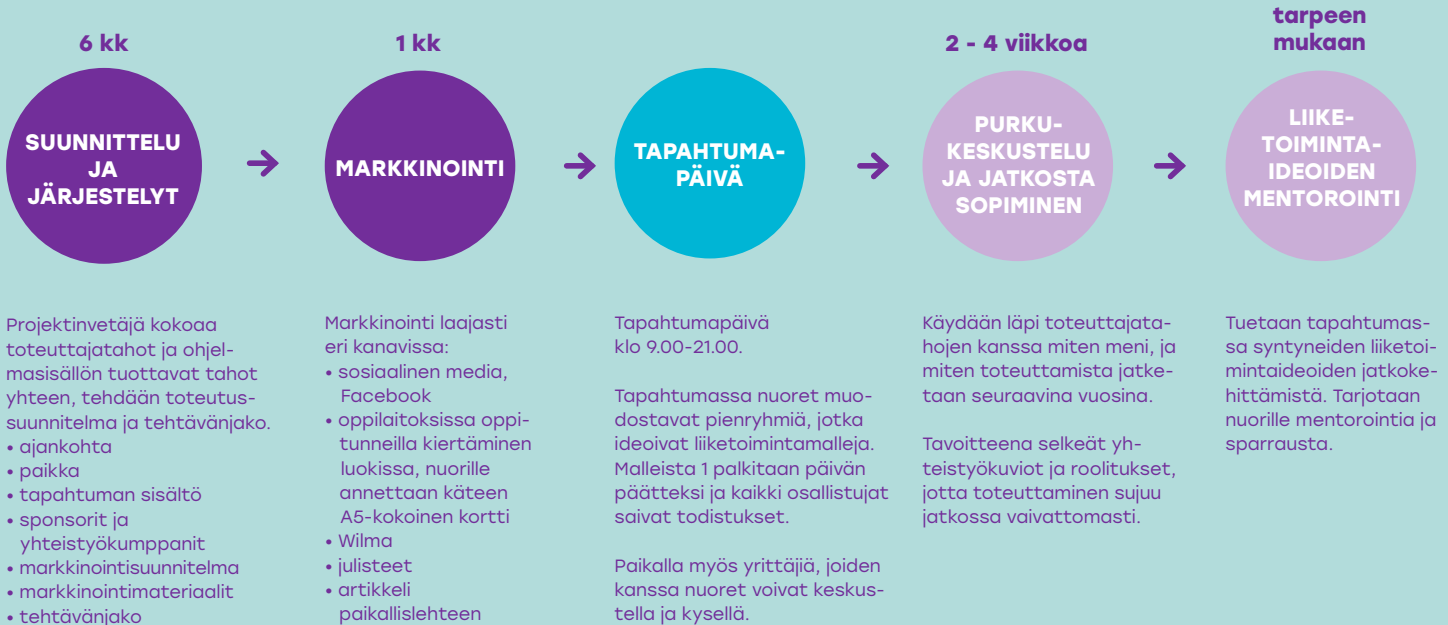 6 kk
SUUNNITTELU
JA
JÄRJESTELYT
Projektinvetäjä kokoaa
toteuttajatahot ja ohjel-
masisällön tuottavat tahot
yhteen, tehdään toteutus-
suunnitelma ja tehtävänjako.
• ajankohta
• paikka
• tapahtuman sisältö
• sponsorit ja
yhteistyökumppanit
• markkinointisuunnitelma
• markkinointimateriaalit
• tehtävänjako
1 kk
MARKKINOINTI
Markkinointi laajasti
eri kanavissa:
• sosiaalinen media,
Facebook
• oppilaitoksissa oppi-
tunneilla kiertäminen
luokissa, nuorille
annettaan käteen
A5-kokoinen kortti
• Wilma
• julisteet
• artikkeli
paikallislehteen
TAPAHTUMA-
PÄIVÄ
Tapahtumapäivä
klo 9.00-21.00.
Tapahtumassa nuoret muo-
dostavat pienryhmiä, jotka
ideoivat liiketoimintamalleja.
Malleista 1 palkitaan päivän
päätteksi ja kaikki osallistujat
saivat todistukset.
Paikalla myös yrittäjiä, joiden
kanssa nuoret voivat keskus-
tella ja kysellä.
2 - 4 viikkoa
PURKU-
KESKUSTELU
JA JATKOSTA
SOPIMINEN
Käydään läpi toteuttajata-
hojen kanssa miten meni, ja
miten toteuttamista jatke-
taan seuraavina vuosina.
Tavoitteena selkeät yh-
teistyökuviot ja roolitukset,
jotta toteuttaminen sujuu
jatkossa vaivattomasti.
tarpeen
mukaan
LIIKE-
TOIMINTA-
IDEOIDEN
MENTOROINTI
Tuetaan tapahtumas-
sa syntyneiden liiketoi-
mintaideoiden jatkoke-
hittämistä. Tarjotaan
nuorille mentorointia ja
sparrausta.